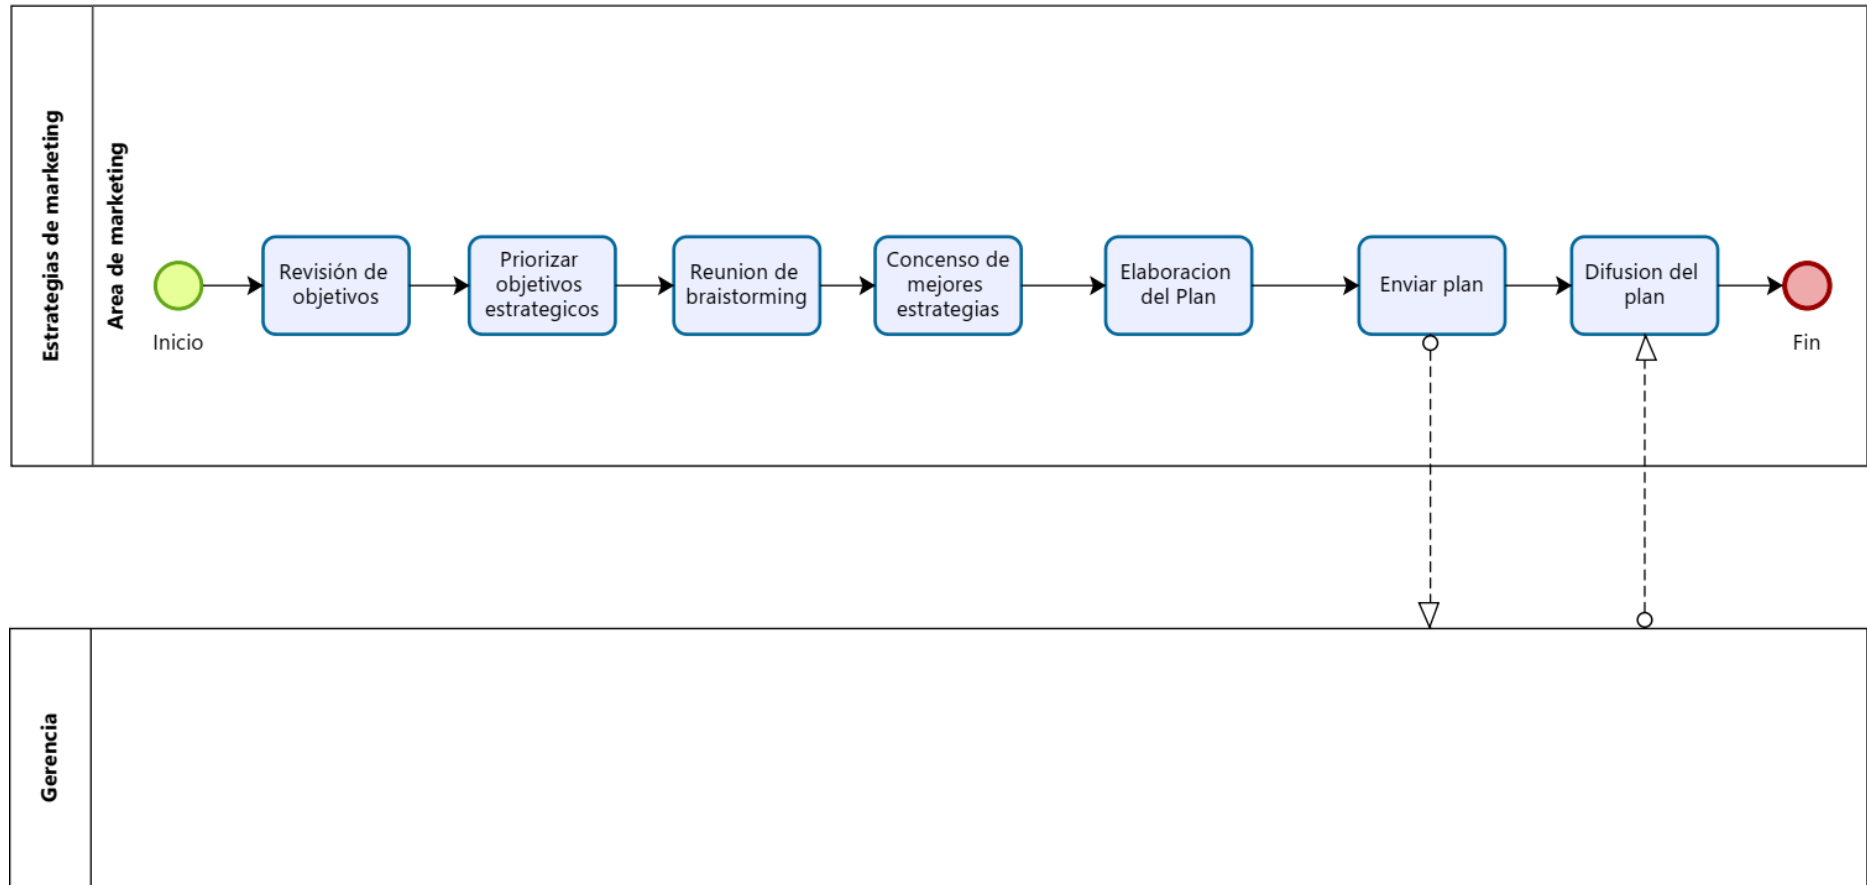 Estrategias de marketing
Area de marketing
Inicio
Revisión de
objetivos
Priorizar
objetivos
estrategicos
Reunion de
braistorming
Concenso de
mejores
estrategias
Elaboracion
del Plan
Enviar plan
Difusion del
plan
Fin
Gerencia